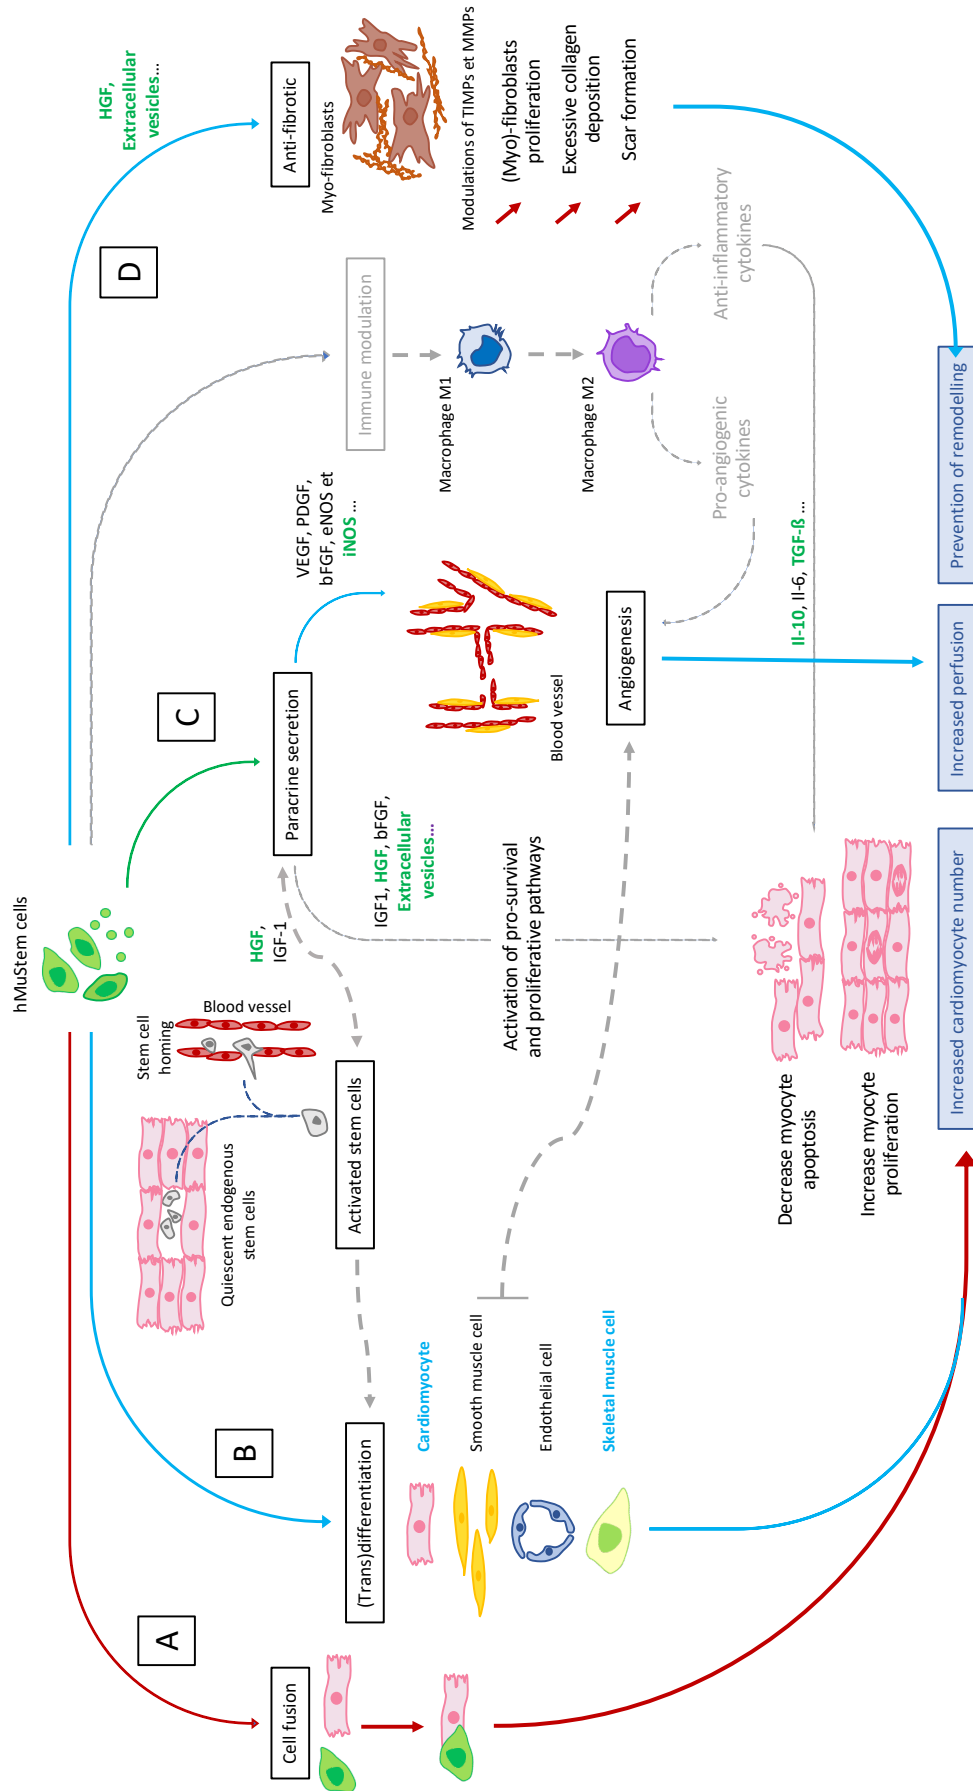 hMuStem cells
A
B
C
D
HGF,
Extracellular
vesicles...
Cell fusion
(Trans)differentiation
Cardiomyocyte
Smooth muscle cell
Endothelial cell
Skeletal muscle cell
Quiescent endogenous
stem cells
Stem cell
homing
Blood vessel
Activated stem cells
HGF,
IGF-1
Paracrine secretion
IGF1, HGF, bFGF,
Extracellular
vesicles...
VEGF, PDGF,
bFGF, eNOS et
iNOS ...
Blood vessel
Angiogenesis
Activation of pro-survival
and proliferative pathways
Immune modulation
Macrophage M1
Macrophage M2
Pro-angiogenic
cytokines
Anti-inflammatory
cytokines
Il-10, Il-6, TGF-ß ...
Anti-fibrotic
Myo-fibroblasts
Modulations of TIMPs et MMPs
(Myo)-fibroblasts
proliferation
Excessive collagen
deposition
Scar formation
Decrease myocyte
apoptosis
Increase myocyte
proliferation
Increased cardiomyocyte number
Increased perfusion
Prevention of remodelling